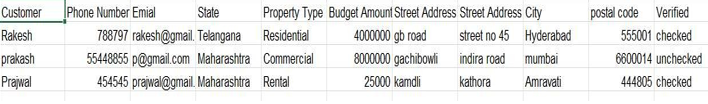 Customer Phone Number Emial State Property Type Budget Amount Street Address Street Address City postal code Verified
Rakesh 788797 rakesh@gmail. Telangana Residential 4000000 gb road street no 45 Hyderabad 555001 checked
prakash 55448855 p@gmail.com Maharashtra Commercial 8000000 gachibowli indira road mumbai 6600014 unchecked
Prajwal 454545 prajwal@gmail. Maharashtra Rental 25000 kamdli kathora Amravati 444805 checked